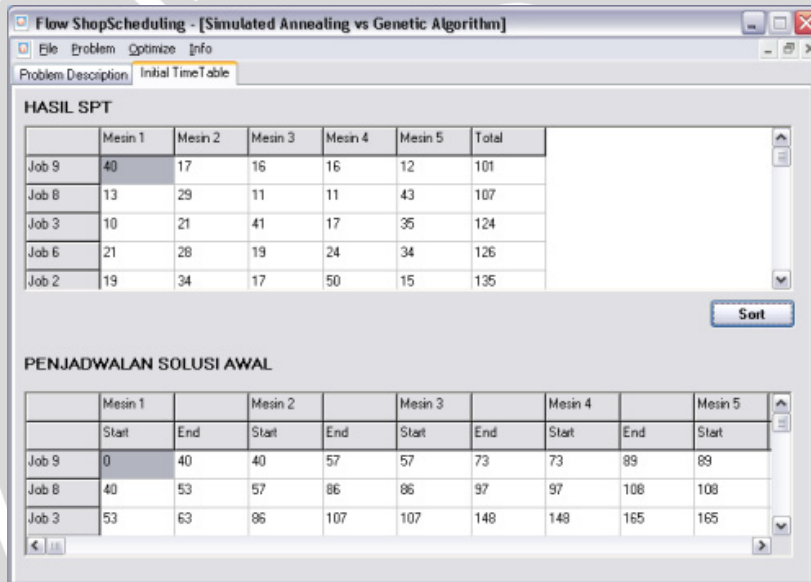 Flow ShopScheduling - [Simulated Annealing vs Genetic Algorithm]
File Problem Optimize Info
Problem Description Initial TimeTable
HASIL SPT
Mesin 1 Mesin 2 Mesin 3 Mesin 4 Mesin 5 Total
Job 9 40 17 16 16 12 101
Job 8 13 29 11 11 43 107
Job 3 10 21 41 17 35 124
Job 6 21 28 19 24 34 126
Job 2 19 34 17 50 15 135
Sort
PENJADWALAN SOLUSI AWAL
Mesin 1 Mesin 2 Mesin 3 Mesin 4 Mesin 5
Start End Start End Start End Start End Start
Job 9 0 40 40 57 57 73 73 89 89
Job 8 40 53 57 86 86 97 97 108 108
Job 3 53 63 86 107 107 148 148 165 165